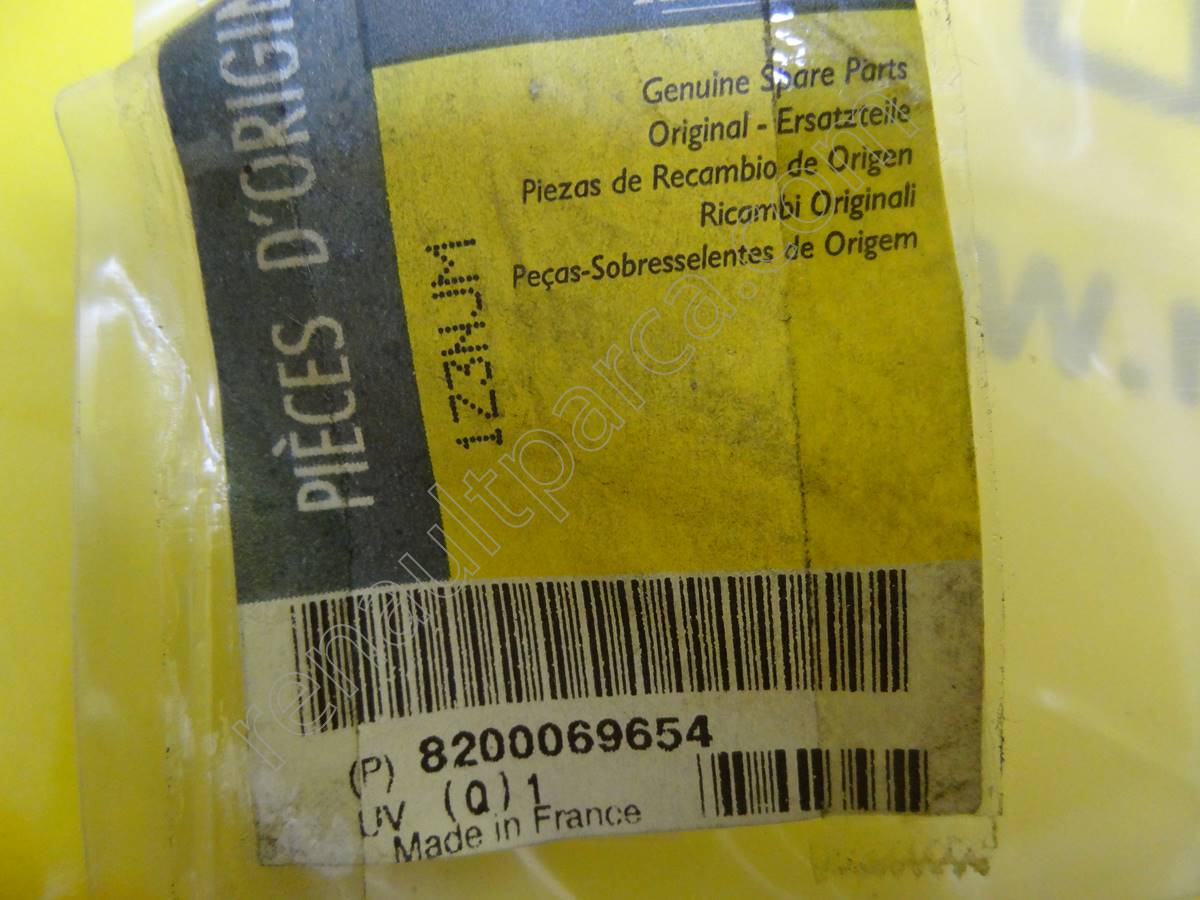 PIÈCES D'ORIGIN
Genuine Spare Parts
Original - Ersatzteile
Piezas de Recambio de Origen
Ricambi Originali
Peças-Sobresselentes de Origem
1Z3NJM
(P) 8200069654
UV (Q) 1
Made in France
renaultparca.com
w.